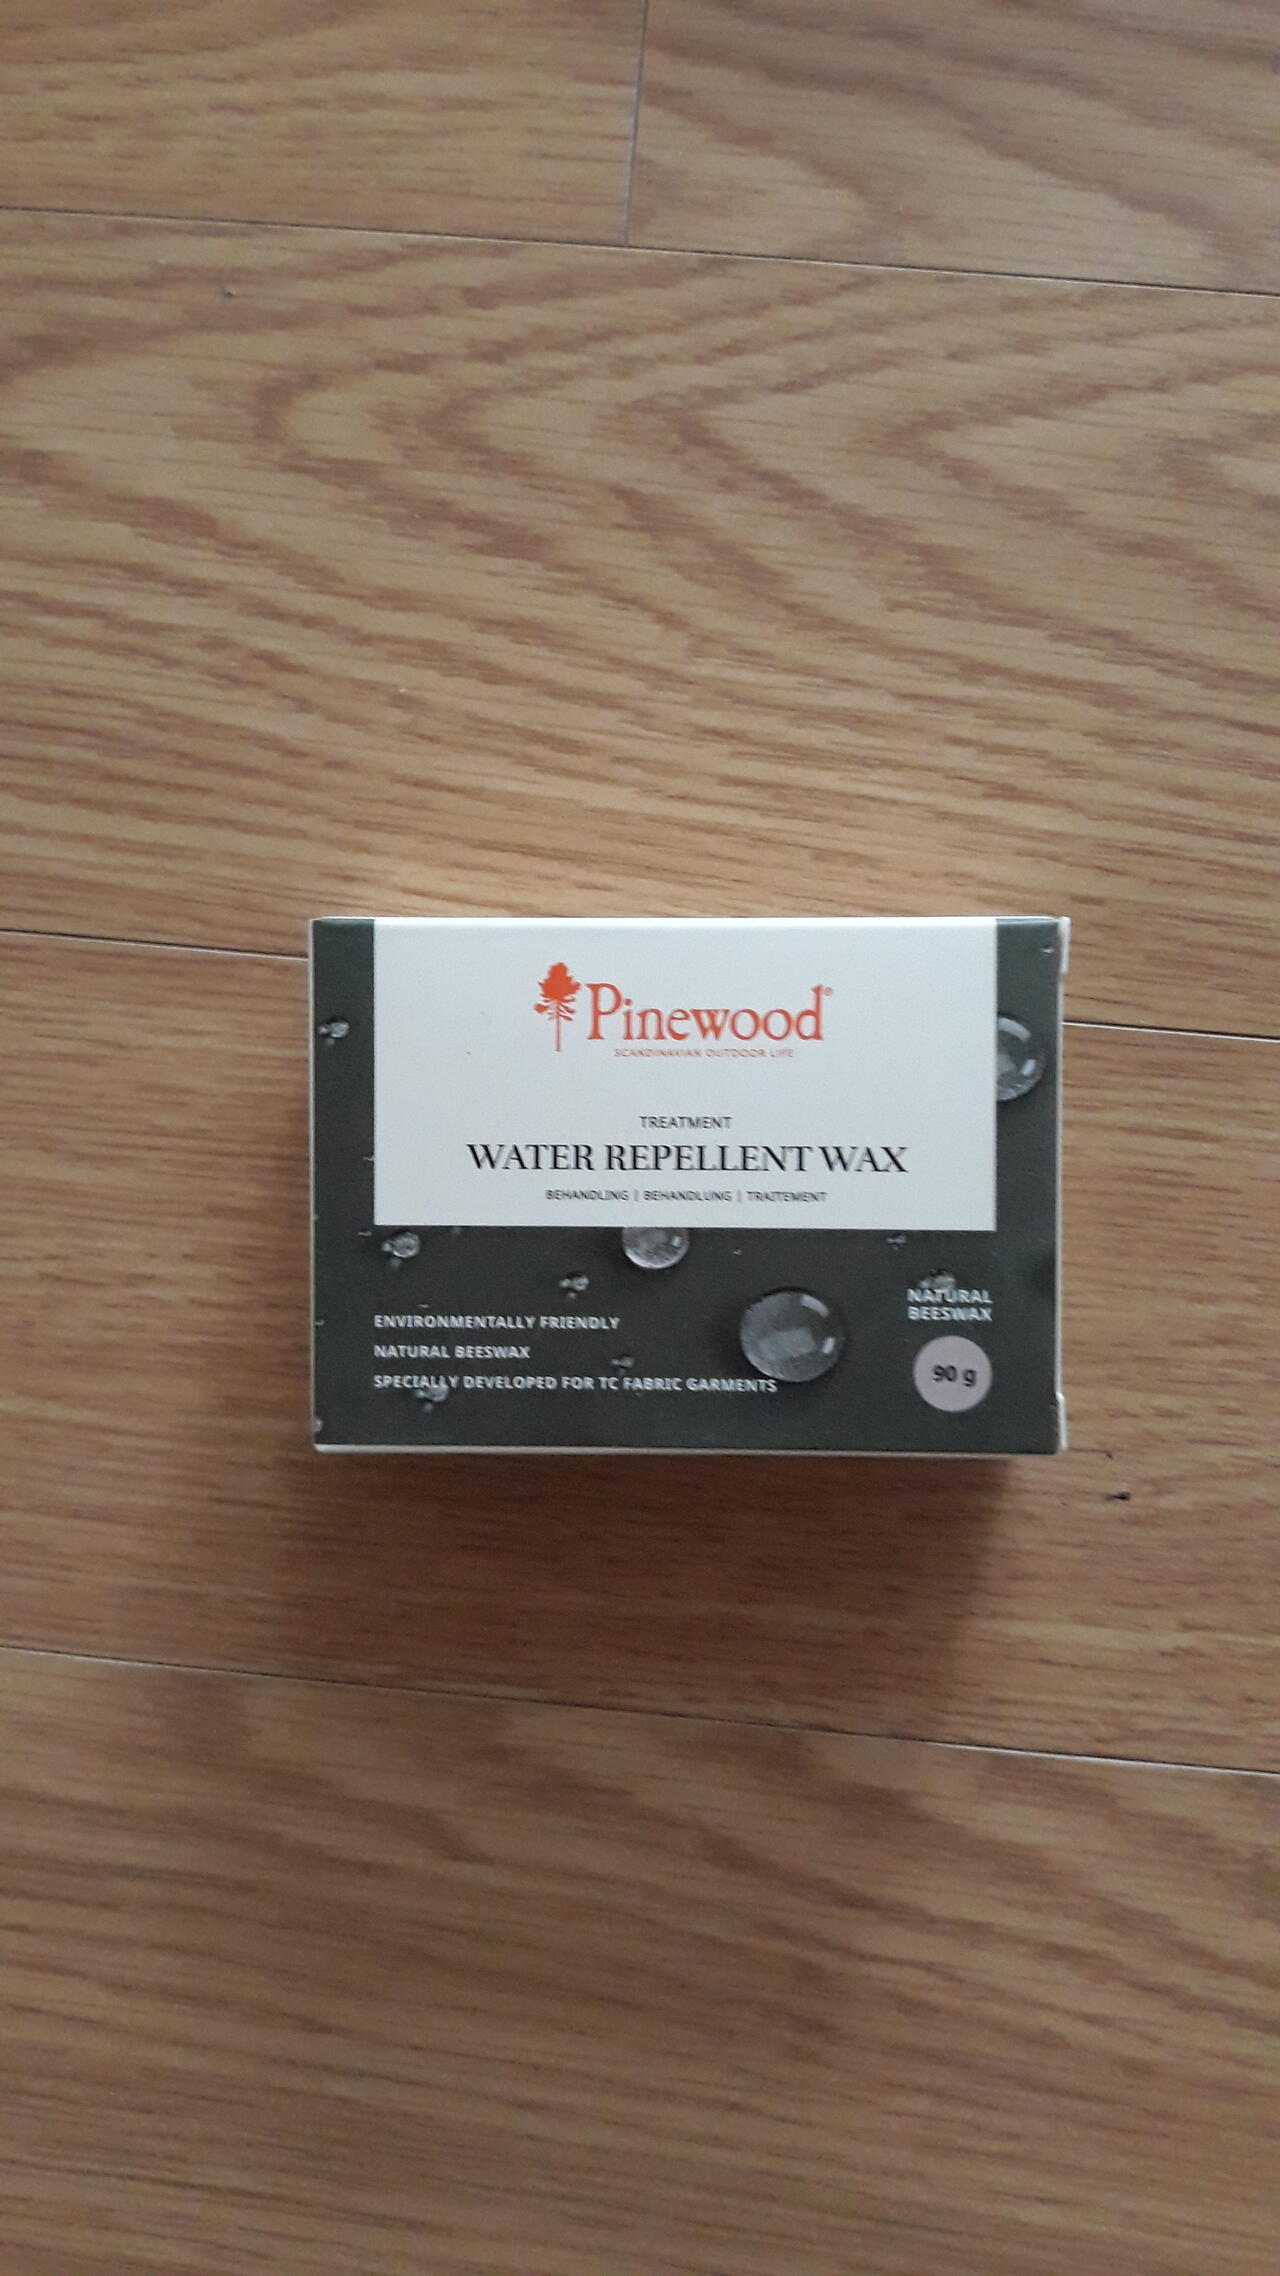 Pinewood®
SCANDINAVIAN OUTDOOR LIFE
TREATMENT
WATER REPELLENT WAX
BEHANDLING | BEHANDLUNG | TRAITEMENT
ENVIRONMENTALLY FRIENDLY
NATURAL BEESWAX
SPECIALLY DEVELOPED FOR TC FABRIC GARMENTS
NATURAL
BEESWAX
90 g